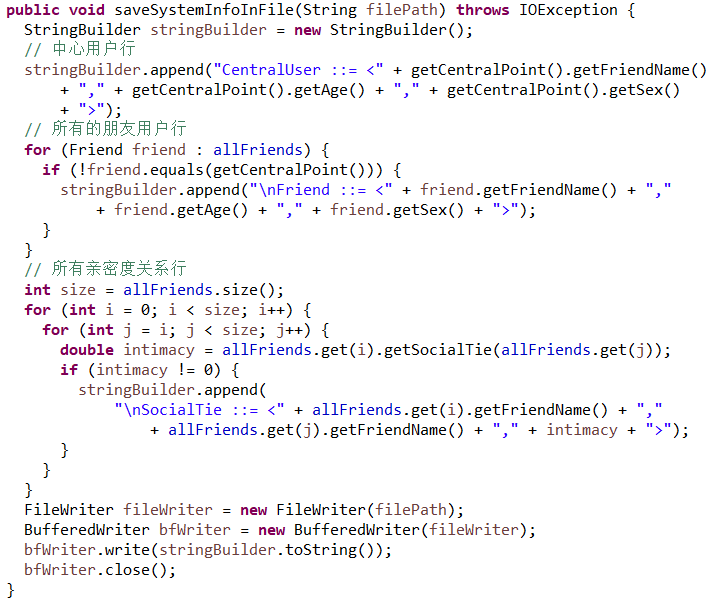 public void saveSystemInfoInFile(String filePath) throws IOException {
  StringBuilder stringBuilder = new StringBuilder();
  // 中心用户行
  stringBuilder.append("CentralUser ::= <" + getCentralPoint().getFriendName()
      + "," + getCentralPoint().getAge() + "," + getCentralPoint().getSex()
      + ">");
  // 所有的朋友用户行
  for (Friend friend : allFriends) {
    if (!friend.equals(getCentralPoint())) {
      stringBuilder.append("\nFriend ::= <" + friend.getFriendName() + ","
          + friend.getAge() + "," + friend.getSex() + ">");
    }
  }
  // 所有亲密度关系行
  int size = allFriends.size();
  for (int i = 0; i < size; i++) {
    for (int j = i; j < size; j++) {
      double intimacy = allFriends.get(i).getSocialTie(allFriends.get(j));
      if (intimacy != 0) {
        stringBuilder.append(
            "\nSocialTie ::= <" + allFriends.get(i).getFriendName() + ","
                + allFriends.get(j).getFriendName() + "," + intimacy + ">");
      }
    }
  }
  FileWriter fileWriter = new FileWriter(filePath);
  BufferedWriter bfWriter = new BufferedWriter(fileWriter);
  bfWriter.write(stringBuilder.toString());
  bfWriter.close();
}